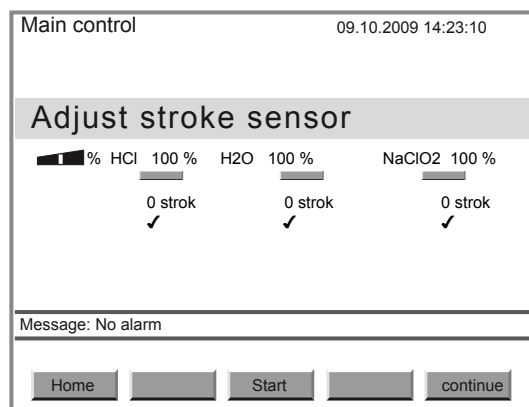 Main control 09.10.2009 14:23:10
Adjust stroke sensor
% HCl 100 % H2O 100 % NaClO2 100 %
0 strok 0 strok 0 strok
Message: No alarm
Home Start continue